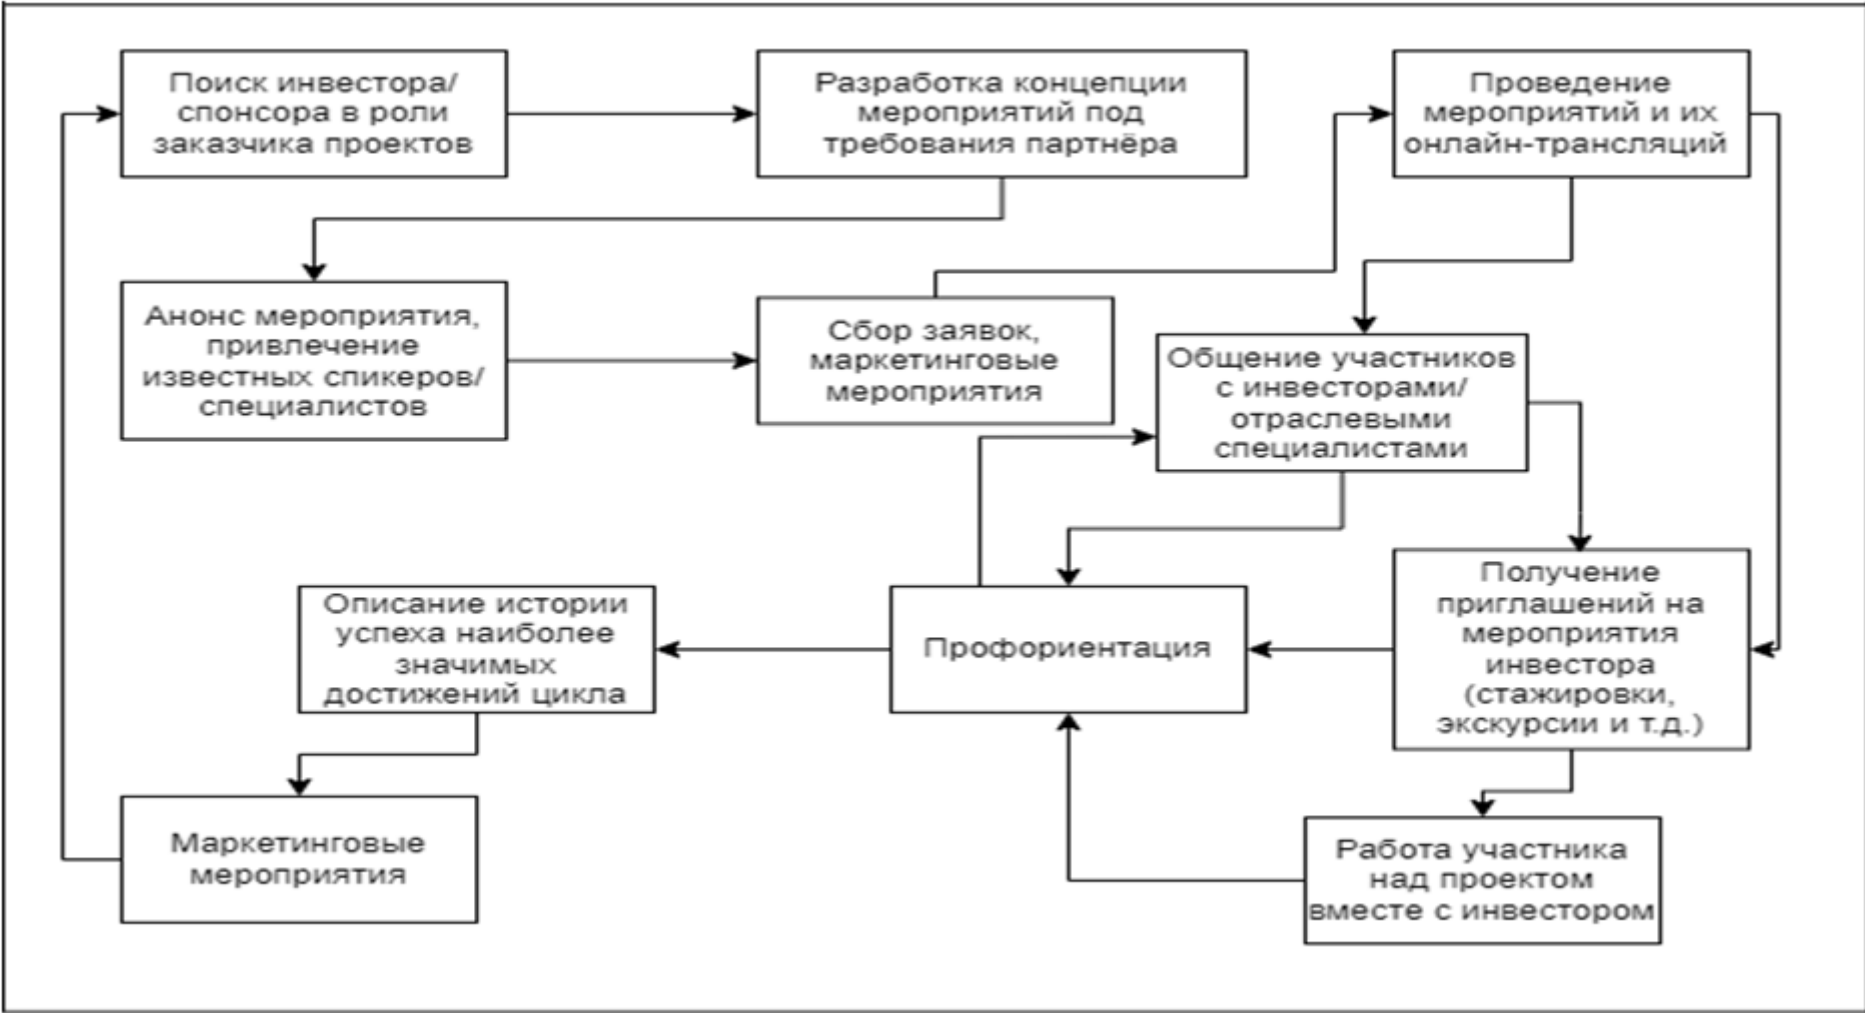 Поиск инвестора/
спонсора в роли
заказчика проектов
Разработка концепции
мероприятий под
требования партнёра
Проведение
мероприятий и их
онлайн-трансляций
Анонс мероприятия,
привлечение
известных спикеров/
специалистов
Сбор заявок,
маркетинговые
мероприятия
Общение участников
с инвесторами/
отраслевыми
специалистами
Описание истории
успеха наиболее
значимых
достижений цикла
Профориентация
Получение
приглашений на
мероприятия
инвестора
(стажировки,
экскурсии и т.д.)
Маркетинговые
мероприятия
Работа участника
над проектом
вместе с инвестором